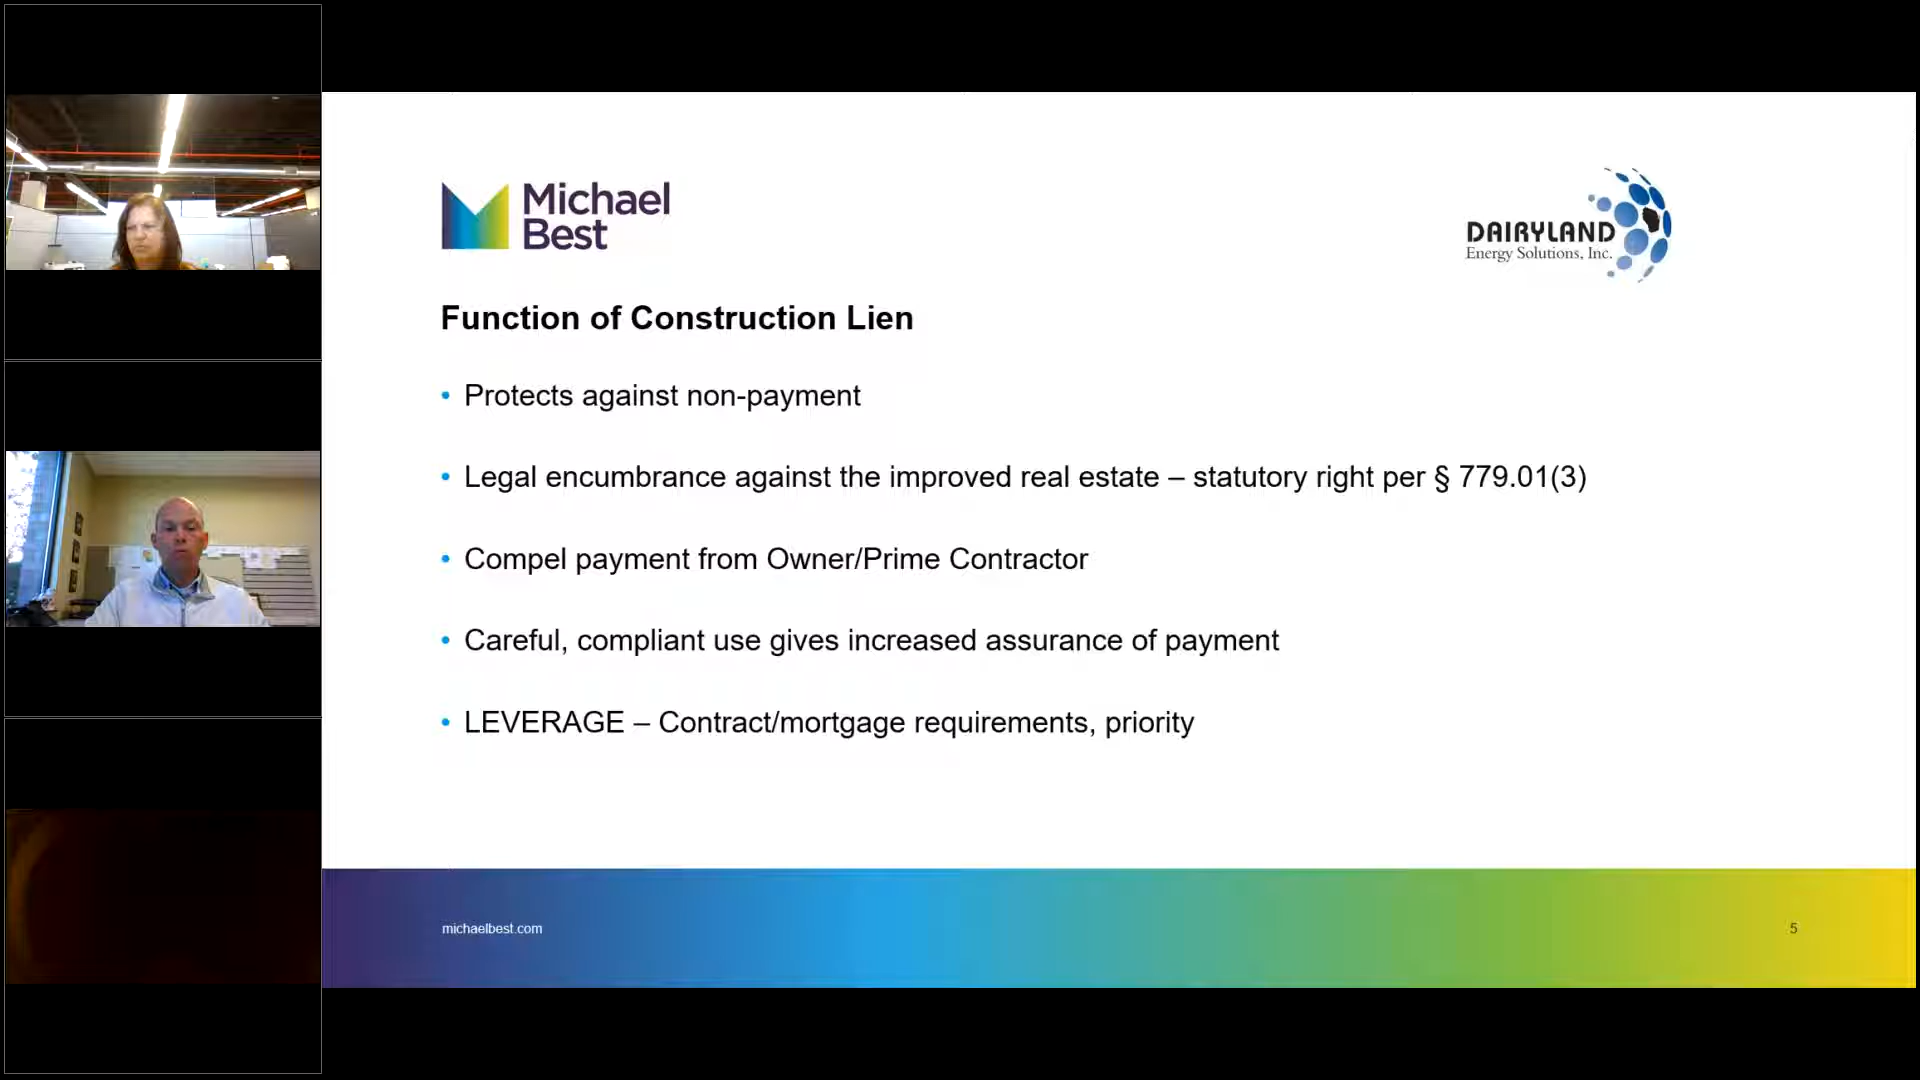 Michael
Best
DAIRYLAND
Energy Solutions, Inc.
Function of Construction Lien
• Protects against non-payment
• Legal encumbrance against the improved real estate – statutory right per § 779.01(3)
• Compel payment from Owner/Prime Contractor
• Careful, compliant use gives increased assurance of payment
• LEVERAGE – Contract/mortgage requirements, priority
michaelbest.com
5